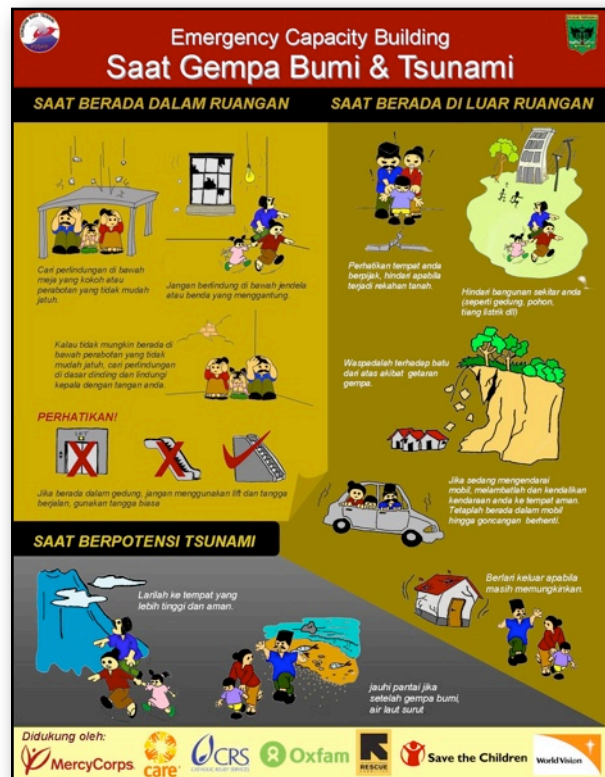 Emergency Capacity Building
Saat Gempa Bumi & Tsunami
SAAT BERADA DALAM RUANGAN
Cari perlindungan di bawah
meja yang kokoh atau
perabotan yang tidak mudah
jatuh.
Jangan berlindung di bawah jendela
atau benda yang menggantung.
Kalau tidak mungkin berada di
bawah perabotan yang tidak
mudah jatuh, cari perlindungan
di dasar dinding dan lindungi
kepala dengan tangan anda.
PERHATIKAN!
LIFT
Jika berada dalam gedung, jangan menggunakan lift dan tangga
berjalan, gunakan tangga biasa
SAAT BERADA DI LUAR RUANGAN
Perhatikan tempat anda
berpijak, hindari apabila
terjadi rekahan tanah.
Hindari bangunan sekitar anda
(seperti gedung, pohon,
tiang listrik dll)
Waspadalah terhadap batu
dari atas akibat getaran
gempa.
Jika sedang mengendarai
mobil, melambatlah dan kendalikan
kendaraan anda ke tempat aman.
Tetaplah berada dalam mobil
hingga goncangan berhenti.
Berlari keluar apabila
masih memungkinkan.
SAAT BERPOTENSI TSUNAMI
Larilah ke tempat yang
lebih tinggi dan aman.
jauhi pantai jika
setelah gempa bumi,
air laut surut
Didukung oleh:
MercyCorps
care
CRS
CATHOLIC RELIEF SERVICES
Oxfam
RESCUE
Save the Children
World Vision